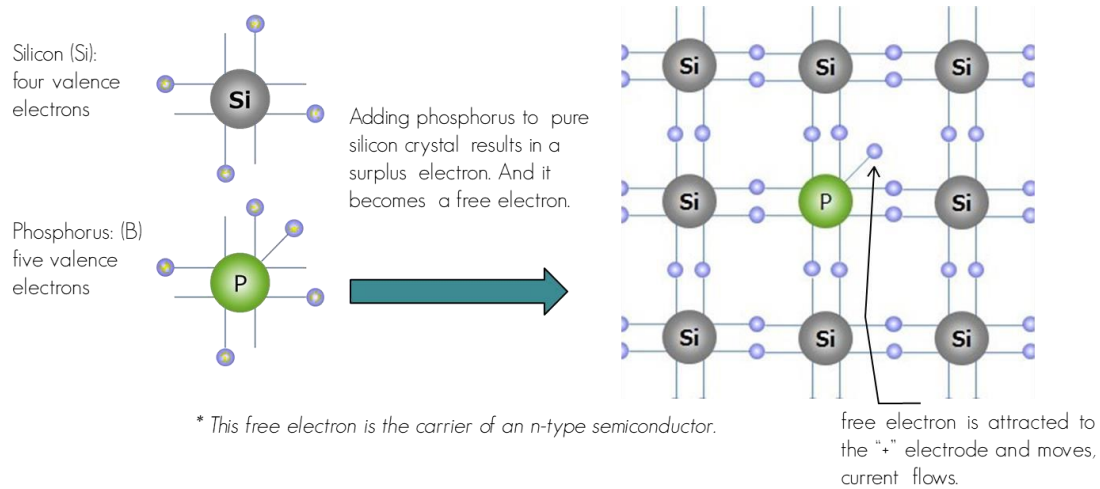 Silicon (Si):
four valence
electrons
Si
Adding phosphorus to pure
silicon crystal results in a
surplus electron. And it
becomes a free electron.
Phosphorus: (B)
five valence
electrons
P
Si Si Si
Si P Si
Si Si Si
* This free electron is the carrier of an n-type semiconductor.
free electron is attracted to
the "+" electrode and moves,
current flows.